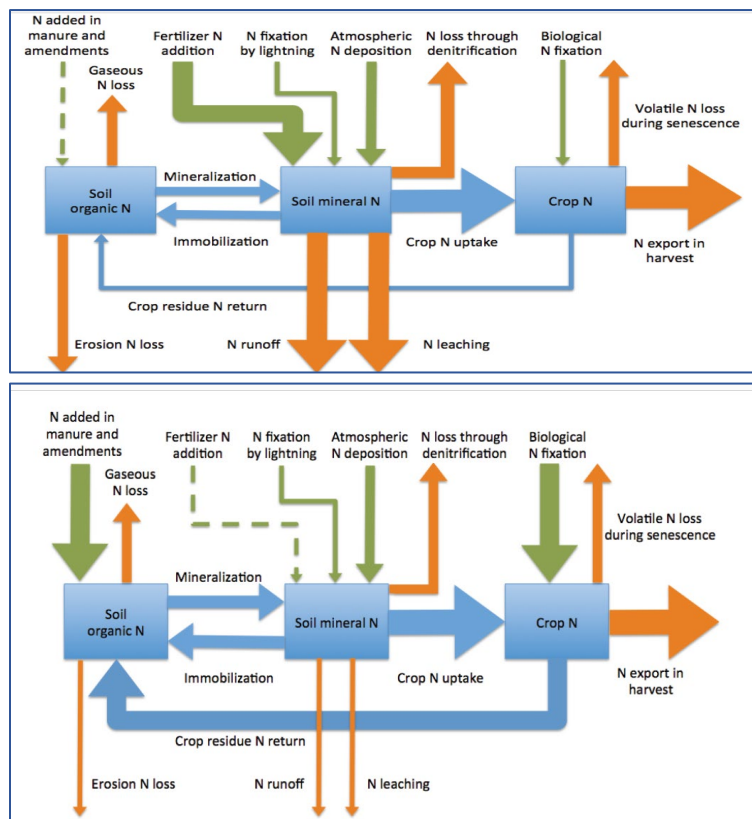 N added in
manure and
amendments
Gaseous
N loss
Fertilizer N
addition
N fixation
by lightning
Atmospheric
N deposition
N loss through
denitrification
Biological
N fixation
Volatile N loss
during senescence
Mineralization
Soil
organic N
Soil mineral N
Crop N
Immobilization
Crop N uptake
N export in
harvest
Crop residue N return
Erosion N loss
N runoff
N leaching
N added in
manure and
amendments
Gaseous
N loss
Fertilizer N
addition
N fixation
by lightning
Atmospheric
N deposition
N loss through
denitrification
Biological
N fixation
Volatile N loss
during senescence
Mineralization
Soil
organic N
Soil mineral N
Crop N
Immobilization
Crop N uptake
N export in
harvest
Crop residue N return
Erosion N loss
N runoff
N leaching